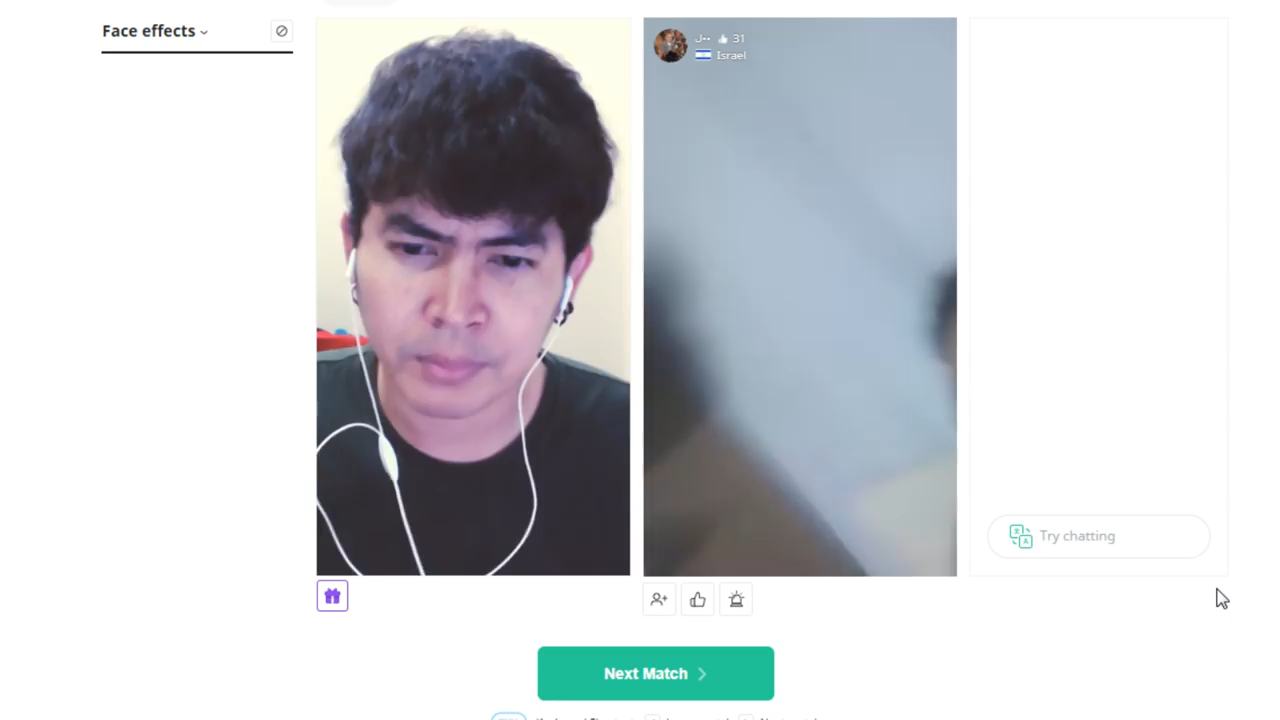 Face effects
ل•• 31
Israel
Try chatting
Next Match